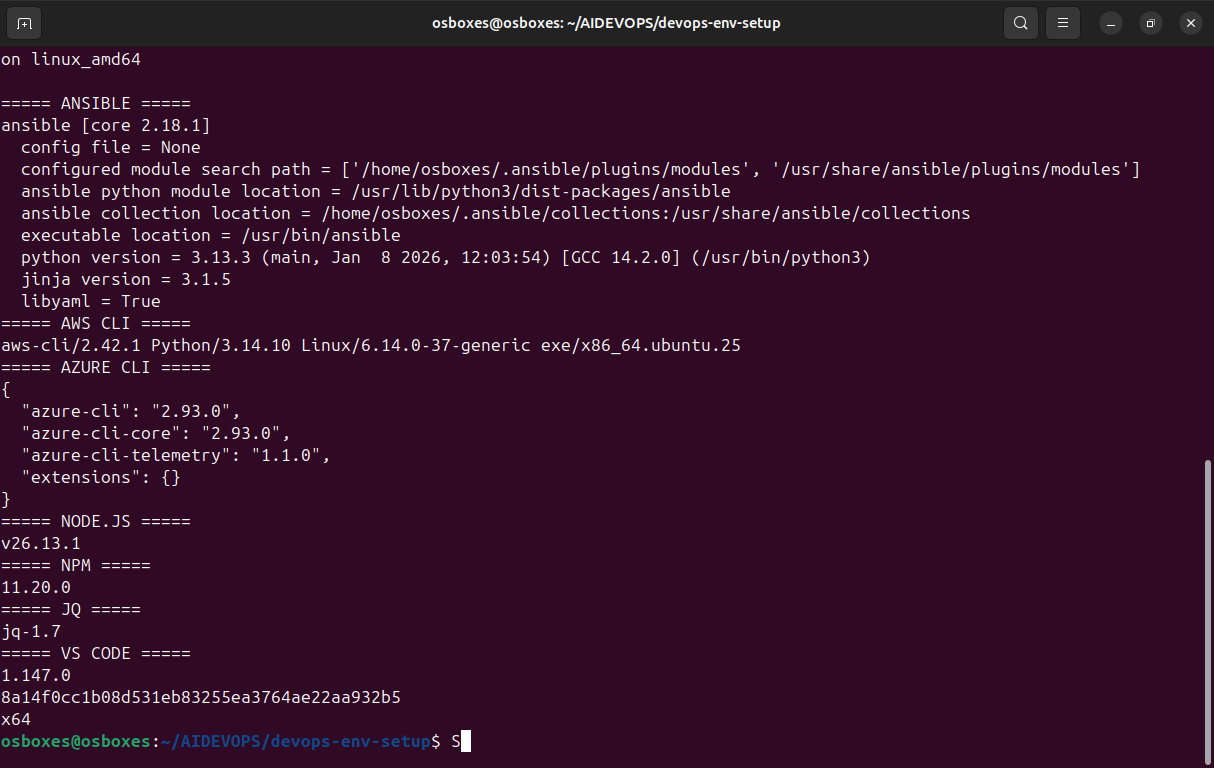 osboxes@osboxes: ~/AIDEVOPS/devops-env-setup
on linux_amd64
===== ANSIBLE =====
ansible [core 2.18.1]
  config file = None
  configured module search path = ['/home/osboxes/.ansible/plugins/modules', '/usr/share/ansible/plugins/modules']
  ansible python module location = /usr/lib/python3/dist-packages/ansible
  ansible collection location = /home/osboxes/.ansible/collections:/usr/share/ansible/collections
  executable location = /usr/bin/ansible
  python version = 3.13.3 (main, Jan  8 2026, 12:03:54) [GCC 14.2.0] (/usr/bin/python3)
  jinja version = 3.1.5
  libyaml = True
===== AWS CLI =====
aws-cli/2.42.1 Python/3.14.10 Linux/6.14.0-37-generic exe/x86_64.ubuntu.25
===== AZURE CLI =====
{
  "azure-cli": "2.93.0",
  "azure-cli-core": "2.93.0",
  "azure-cli-telemetry": "1.1.0",
  "extensions": {}
}
===== NODE.JS =====
v26.13.1
===== NPM =====
11.20.0
===== JQ =====
jq-1.7
===== VS CODE =====
1.147.0
8a14f0cc1b08d531eb83255ea3764ae22aa932b5
x64
osboxes@osboxes:~/AIDEVOPS/devops-env-setup$ S